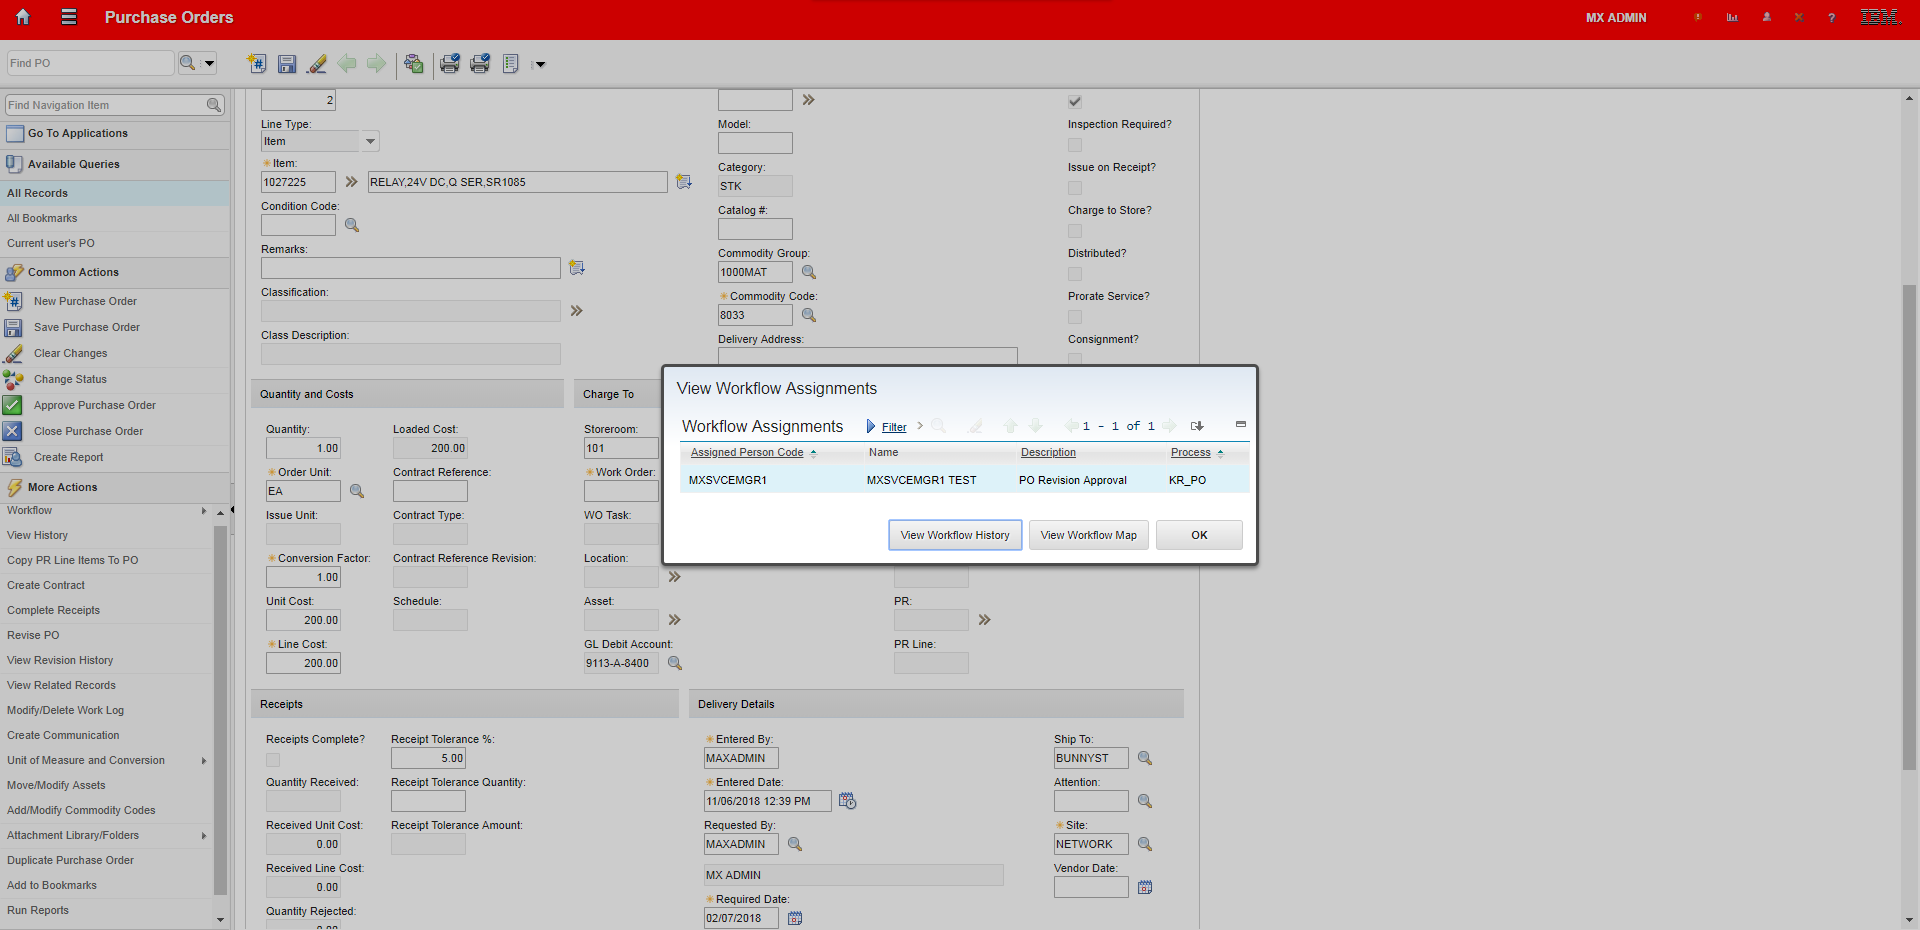 Purchase Orders
MX ADMIN
IBM.
Find PO
Find Navigation Item
Go To Applications
Available Queries
All Records
All Bookmarks
Current user's PO
Common Actions
New Purchase Order
Save Purchase Order
Clear Changes
Change Status
Approve Purchase Order
Close Purchase Order
Create Report
More Actions
Workflow
View History
Copy PR Line Items To PO
Create Contract
Complete Receipts
Revise PO
View Revision History
View Related Records
Modify/Delete Work Log
Create Communication
Unit of Measure and Conversion
Move/Modify Assets
Add/Modify Commodity Codes
Attachment Library/Folders
Duplicate Purchase Order
Add to Bookmarks
Run Reports
2
Line Type:
Item
Item:
1027225
RELAY,24V DC,Q SER,SR1085
Condition Code:
Remarks:
Classification:
Class Description:
Model:
Category:
STK
Catalog #:
Commodity Group:
1000MAT
Commodity Code:
8033
Delivery Address:
Inspection Required?
Issue on Receipt?
Charge to Store?
Distributed?
Prorate Service?
Consignment?
Quantity and Costs
Quantity:
1.00
Order Unit:
EA
Issue Unit:
Conversion Factor:
1.00
Unit Cost:
200.00
Line Cost:
200.00
Loaded Cost:
200.00
Contract Reference:
Contract Type:
Contract Reference Revision:
Schedule:
Charge To
Storeroom:
101
Work Order:
WO Task:
Location:
Asset:
GL Debit Account:
9113-A-8400
PR:
PR Line:
View Workflow Assignments
Workflow Assignments
Filter
1 - 1 of 1
Assigned Person Code
Name
Description
Process
MXSVCEMGR1
MXSVCEMGR1 TEST
PO Revision Approval
KR_PO
View Workflow History
View Workflow Map
OK
Receipts
Receipts Complete?
Quantity Received:
Received Unit Cost:
0.00
Received Line Cost:
0.00
Quantity Rejected:
0.00
Receipt Tolerance %:
5.00
Receipt Tolerance Quantity:
Receipt Tolerance Amount:
Delivery Details
Entered By:
MAXADMIN
Entered Date:
11/06/2018 12:39 PM
Requested By:
MAXADMIN
MX ADMIN
Required Date:
02/07/2018
Ship To:
BUNNYST
Attention:
Site:
NETWORK
Vendor Date: